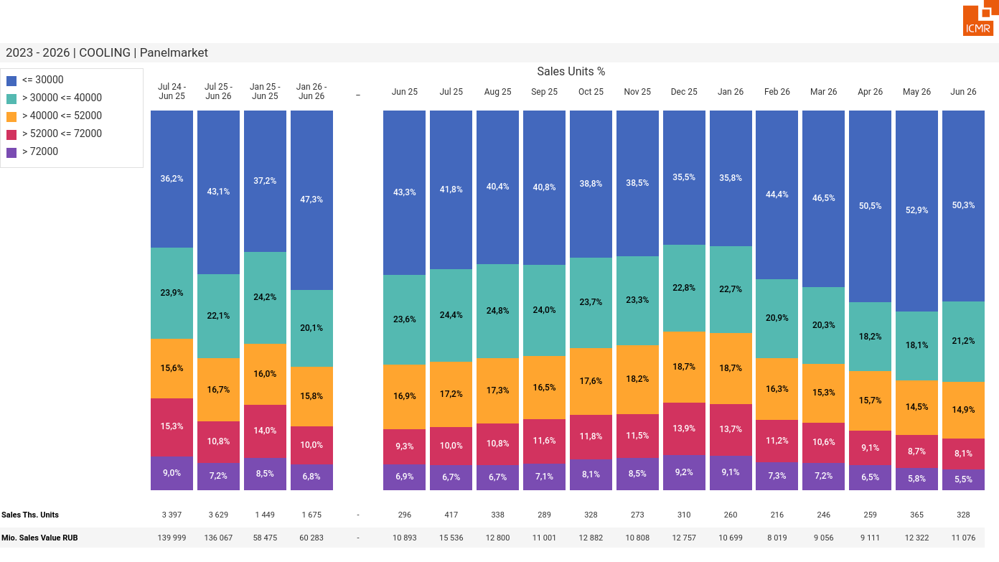 ICMR
2023 - 2026 | COOLING | Panelmarket
<= 30000
> 30000 <= 40000
> 40000 <= 52000
> 52000 <= 72000
> 72000
Sales Units %
Jul 24 - Jun 25 Jul 25 - Jun 26 Jan 25 - Jun 25 Jan 26 - Jun 26 – Jun 25 Jul 25 Aug 25 Sep 25 Oct 25 Nov 25 Dec 25 Jan 26 Feb 26 Mar 26 Apr 26 May 26 Jun 26
36,2% 43,1% 37,2% 47,3% 43,3% 41,8% 40,4% 40,8% 38,8% 38,5% 35,5% 35,8% 44,4% 46,5% 50,5% 52,9% 50,3%
23,9% 22,1% 24,2% 20,1% 23,6% 24,4% 24,8% 24,0% 23,7% 23,3% 22,8% 22,7% 20,9% 20,3% 18,2% 18,1% 21,2%
15,6% 16,7% 16,0% 15,8% 16,9% 17,2% 17,3% 16,5% 17,6% 18,2% 18,7% 18,7% 16,3% 15,3% 15,7% 14,5% 14,9%
15,3% 10,8% 14,0% 10,0% 9,3% 10,0% 10,8% 11,6% 11,8% 11,5% 13,9% 13,7% 11,2% 10,6% 9,1% 8,7% 8,1%
9,0% 7,2% 8,5% 6,8% 6,9% 6,7% 6,7% 7,1% 8,1% 8,5% 9,2% 9,1% 7,3% 7,2% 6,5% 5,8% 5,5%
Sales Ths. Units 3 397 3 629 1 449 1 675 - 296 417 338 289 328 273 310 260 216 246 259 365 328
Mio. Sales Value RUB 139 999 136 067 58 475 60 283 - 10 893 15 536 12 800 11 001 12 882 10 808 12 757 10 699 8 019 9 056 9 111 12 322 11 076